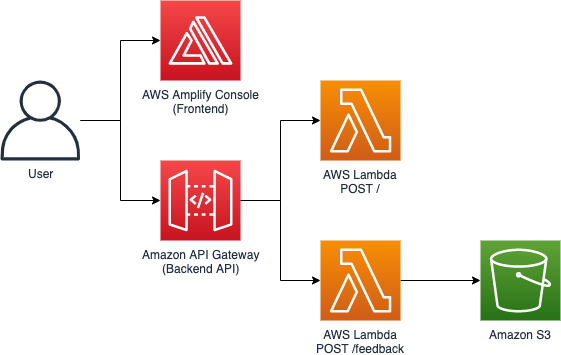 AWS Amplify Console
(Frontend)
User
</>
Amazon API Gateway
(Backend API)
AWS Lambda
POST /
AWS Lambda
POST /feedback
Amazon S3